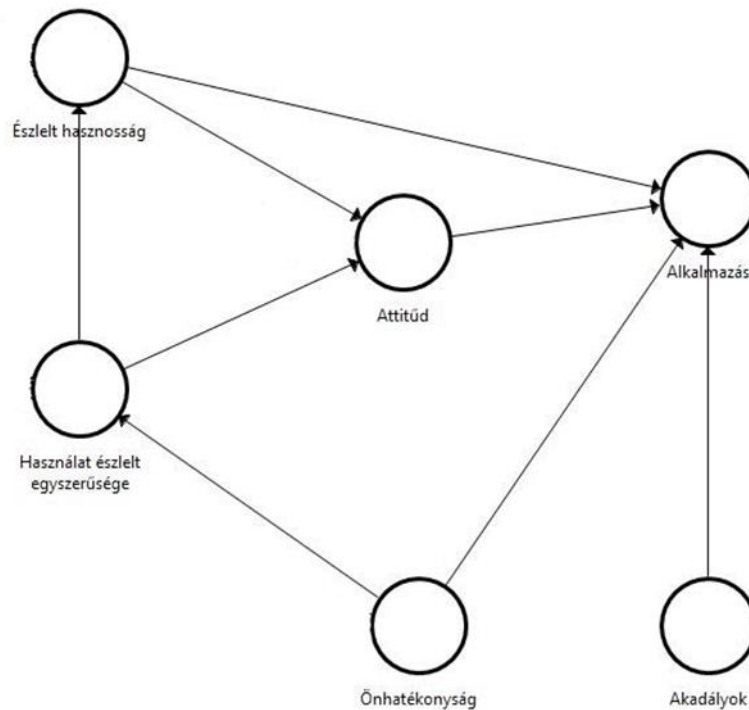 Észlelt hasznosság
Alkalmazás
Attitűd
Használat észlelt
egyszerűsége
Önhatékonyság
Akadályok